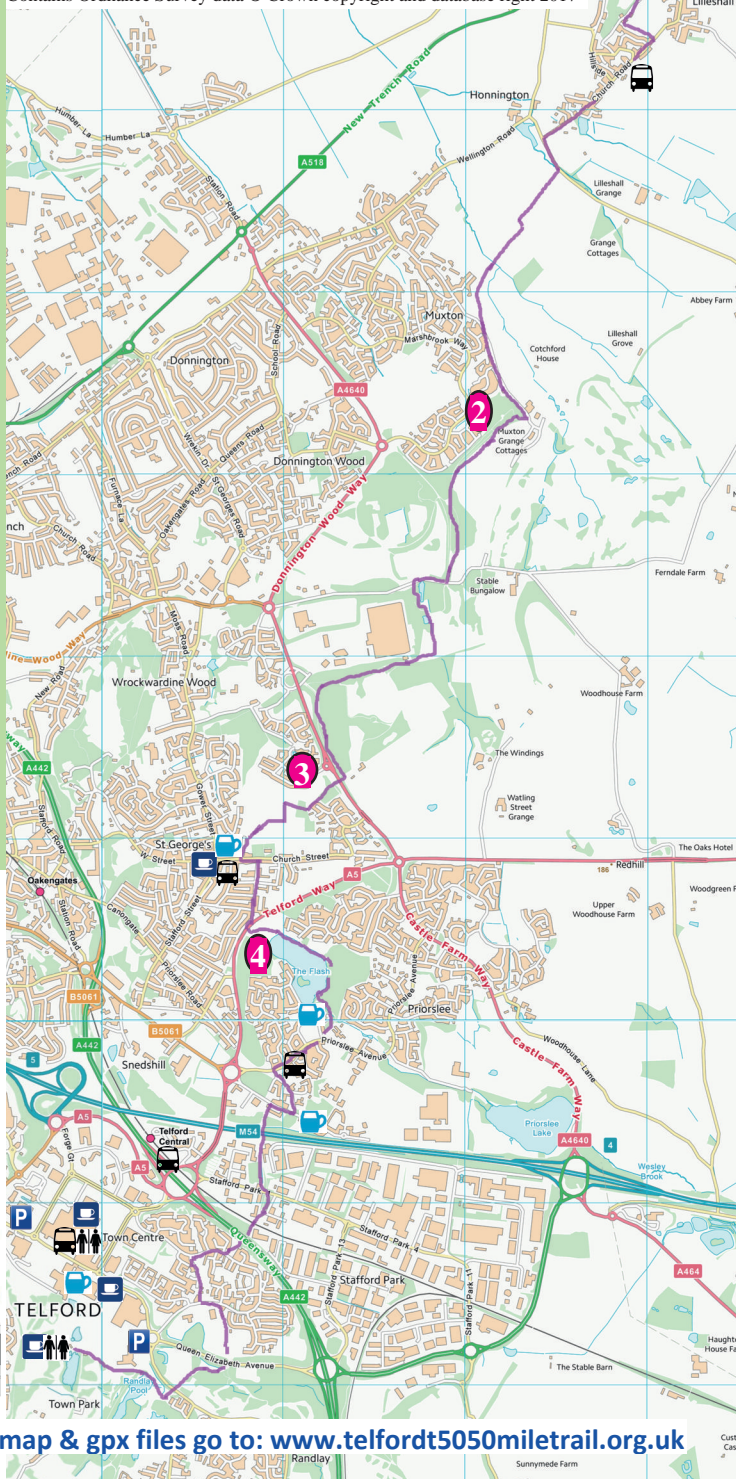 Contains Ordnance Survey data © Crown copyright and database right 2017
Lilleshall
Hillside
Church Road
Honnington
New Trench Road
Humber La
Humber La
Wellington Road
A518
Station Road
Lilleshall
Grange
Grange
Cottages
Abbey Farm
Muxton
Marshbrook Way
Lilleshall
Grove
Cotchford
House
School Road
Donnington
A4640
2
Muxton
Grange
Cottages
Wrekin Dr
Queens Road
Donnington Wood
Oakengates Road
St Georges Road
Furnace La
Church Road
Donnington Wood Way
Stable
Bungalow
Ferndale Farm
Moss Road
New Road
Wrockwardine Wood
Woodhouse Farm
The Windings
A442
3
Stafford Road
Gower Street
Watling
Street
Grange
St George's
W. Street
Church Street
The Oaks Hotel
186
Redhill
A5
Oakengates
Telford Way
Station Road
Canongate
Stafford Street
Upper
Woodhouse Farm
Castle Farm Way
4
Priorslee Road
The Flash
Priorslee Avenue
B5061
Priorslee
B5061
A442
Snedshill
Priorslee Avenue
Castle Farm Way
Woodhouse Lane
5
A5
Telford
Central
M54
Priorslee
Lake
A4640
4
Wesley
Brook
Forge Gt
A5
Stafford Park 1
P
Town Centre
Queensway
Stafford Park 4
Stafford Park 13
Stafford Park
Stafford Park 11
A464
A442
TELFORD
P
Queen Elizabeth Avenue
Town Park
The Stable Barn
map & gpx files go to: www.telfordt5050miletrail.org.uk
Randlay
Sunnymede Farm